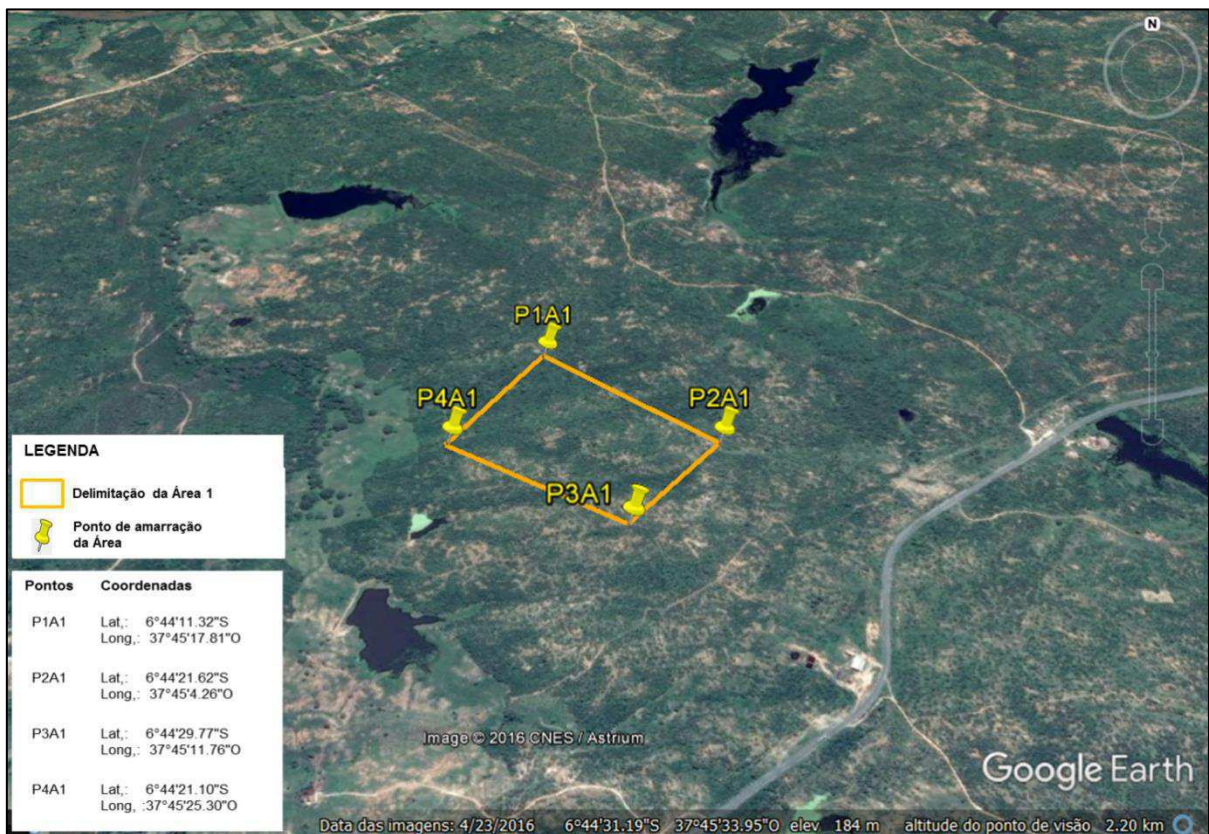 N
P1A1
P4A1
P2A1
P3A1
LEGENDA
Delimitação da Área 1
Ponto de amarração
da Área
Pontos Coordenadas
P1A1 Lat,: 6°44'11.32"S
Long,: 37°45'17.81"O
P2A1 Lat,: 6°44'21.62"S
Long,: 37°45'4.26"O
P3A1 Lat,: 6°44'29.77"S
Long,: 37°45'11.76"O
P4A1 Lat,: 6°44'21.10"S
Long, :37°45'25.30"O
Image © 2016 CNES / Astrium
Google Earth
Data das imagens: 4/23/2016 6°44'31.19"S 37°45'33.95"O elev 184 m altitude do ponto de visão 2.20 km